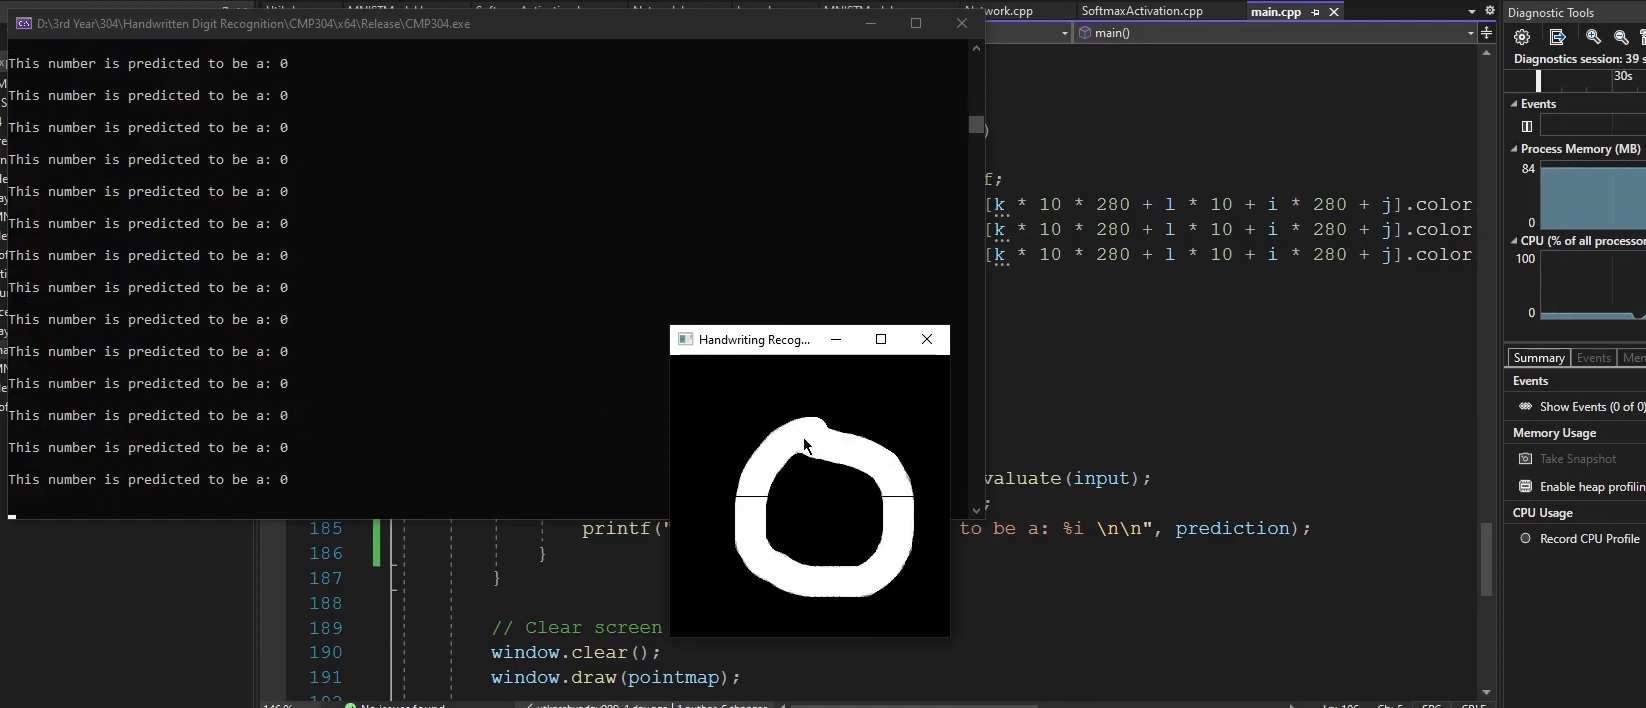 SoftmaxActivation.cpp
main.cpp
D:\3rd Year\304\Handwritten Digit Recognition\CMP304\x64\Release\CMP304.exe
main()
This number is predicted to be a: 0
This number is predicted to be a: 0
This number is predicted to be a: 0
This number is predicted to be a: 0
This number is predicted to be a: 0
This number is predicted to be a: 0
This number is predicted to be a: 0
This number is predicted to be a: 0
This number is predicted to be a: 0
This number is predicted to be a: 0
This number is predicted to be a: 0
This number is predicted to be a: 0
This number is predicted to be a: 0
This number is predicted to be a: 0
[k * 10 * 280 + l * 10 + i * 280 + j].color
[k * 10 * 280 + l * 10 + i * 280 + j].color
[k * 10 * 280 + l * 10 + i * 280 + j].color
Handwriting Recog...
valuate(input);
185 printf(" to be a: %i \n\n", prediction);
186 }
187 }
188
189 // Clear screen
190 window.clear();
191 window.draw(pointmap);
Diagnostic Tools
Diagnostics session: 39 s
30s
Events
Process Memory (MB)
84
0
CPU (% of all processor
100
0
Summary Events Mem
Events
Show Events (0 of 0)
Memory Usage
Take Snapshot
Enable heap profilin
CPU Usage
Record CPU Profile